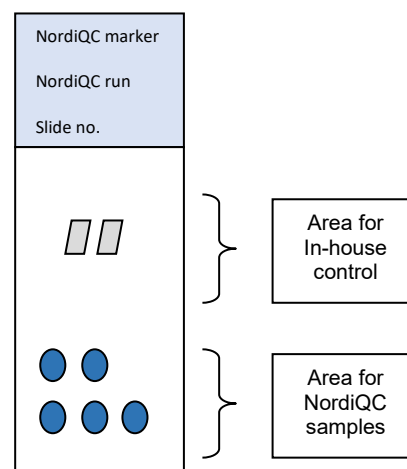 NordiQC marker
NordiQC run
Slide no.
Area for
In-house
control
Area for
NordiQC
samples